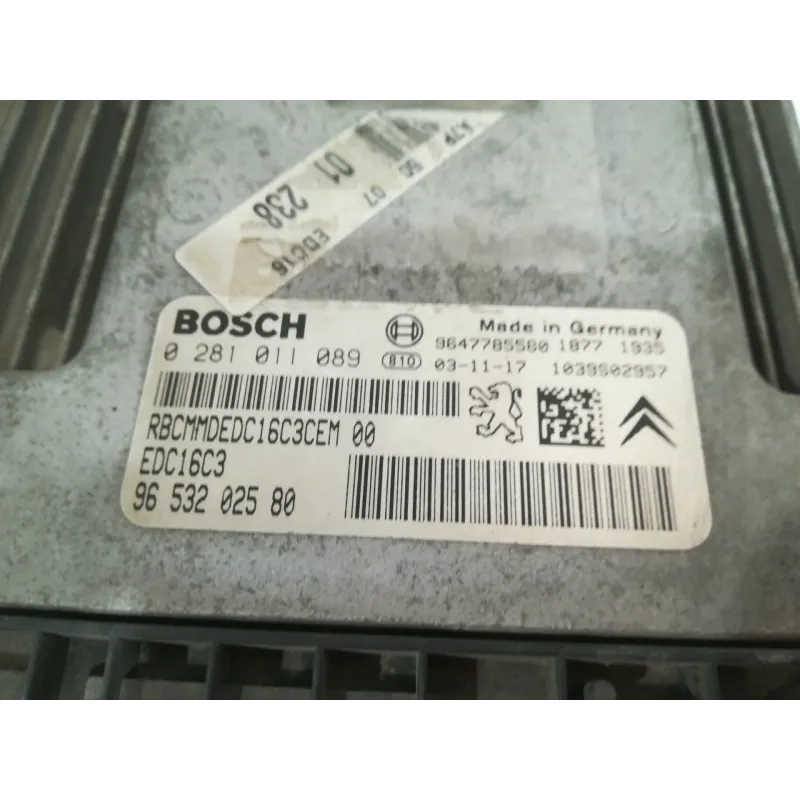 01 238
EDC16
07
BOSCH
Made in Germany
0 281 011 089
9647785580 1877 1935
810 03-11-17 1039S02957
RBCMMDEDC16C3CEM 00
EDC16C3
96 532 025 80